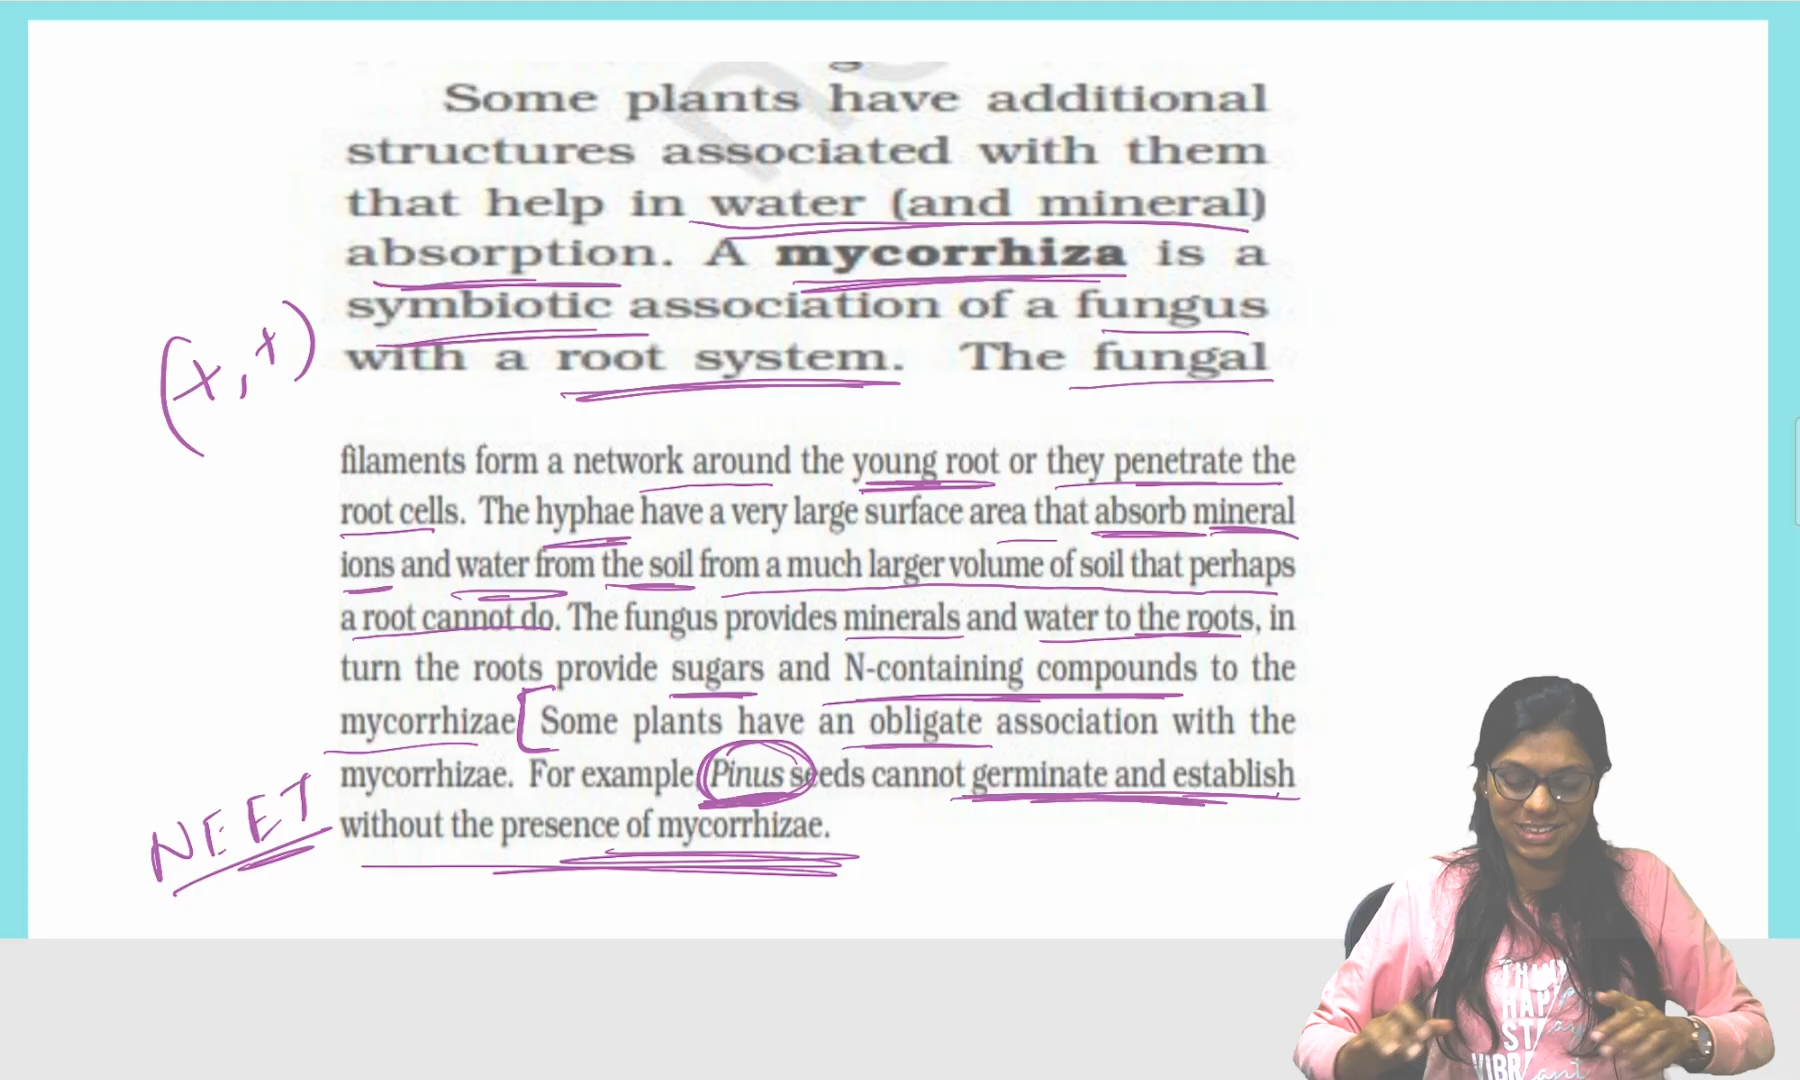 Some plants have additional
structures associated with them
that help in water (and mineral)
absorption. A mycorrhiza is a
symbiotic association of a fungus
with a root system. The fungal
(+, +)
filaments form a network around the young root or they penetrate the
root cells. The hyphae have a very large surface area that absorb mineral
ions and water from the soil from a much larger volume of soil that perhaps
a root cannot do. The fungus provides minerals and water to the roots, in
turn the roots provide sugars and N-containing compounds to the
mycorrhizae. Some plants have an obligate association with the
mycorrhizae. For example, Pinus seeds cannot germinate and establish
without the presence of mycorrhizae.
NEET